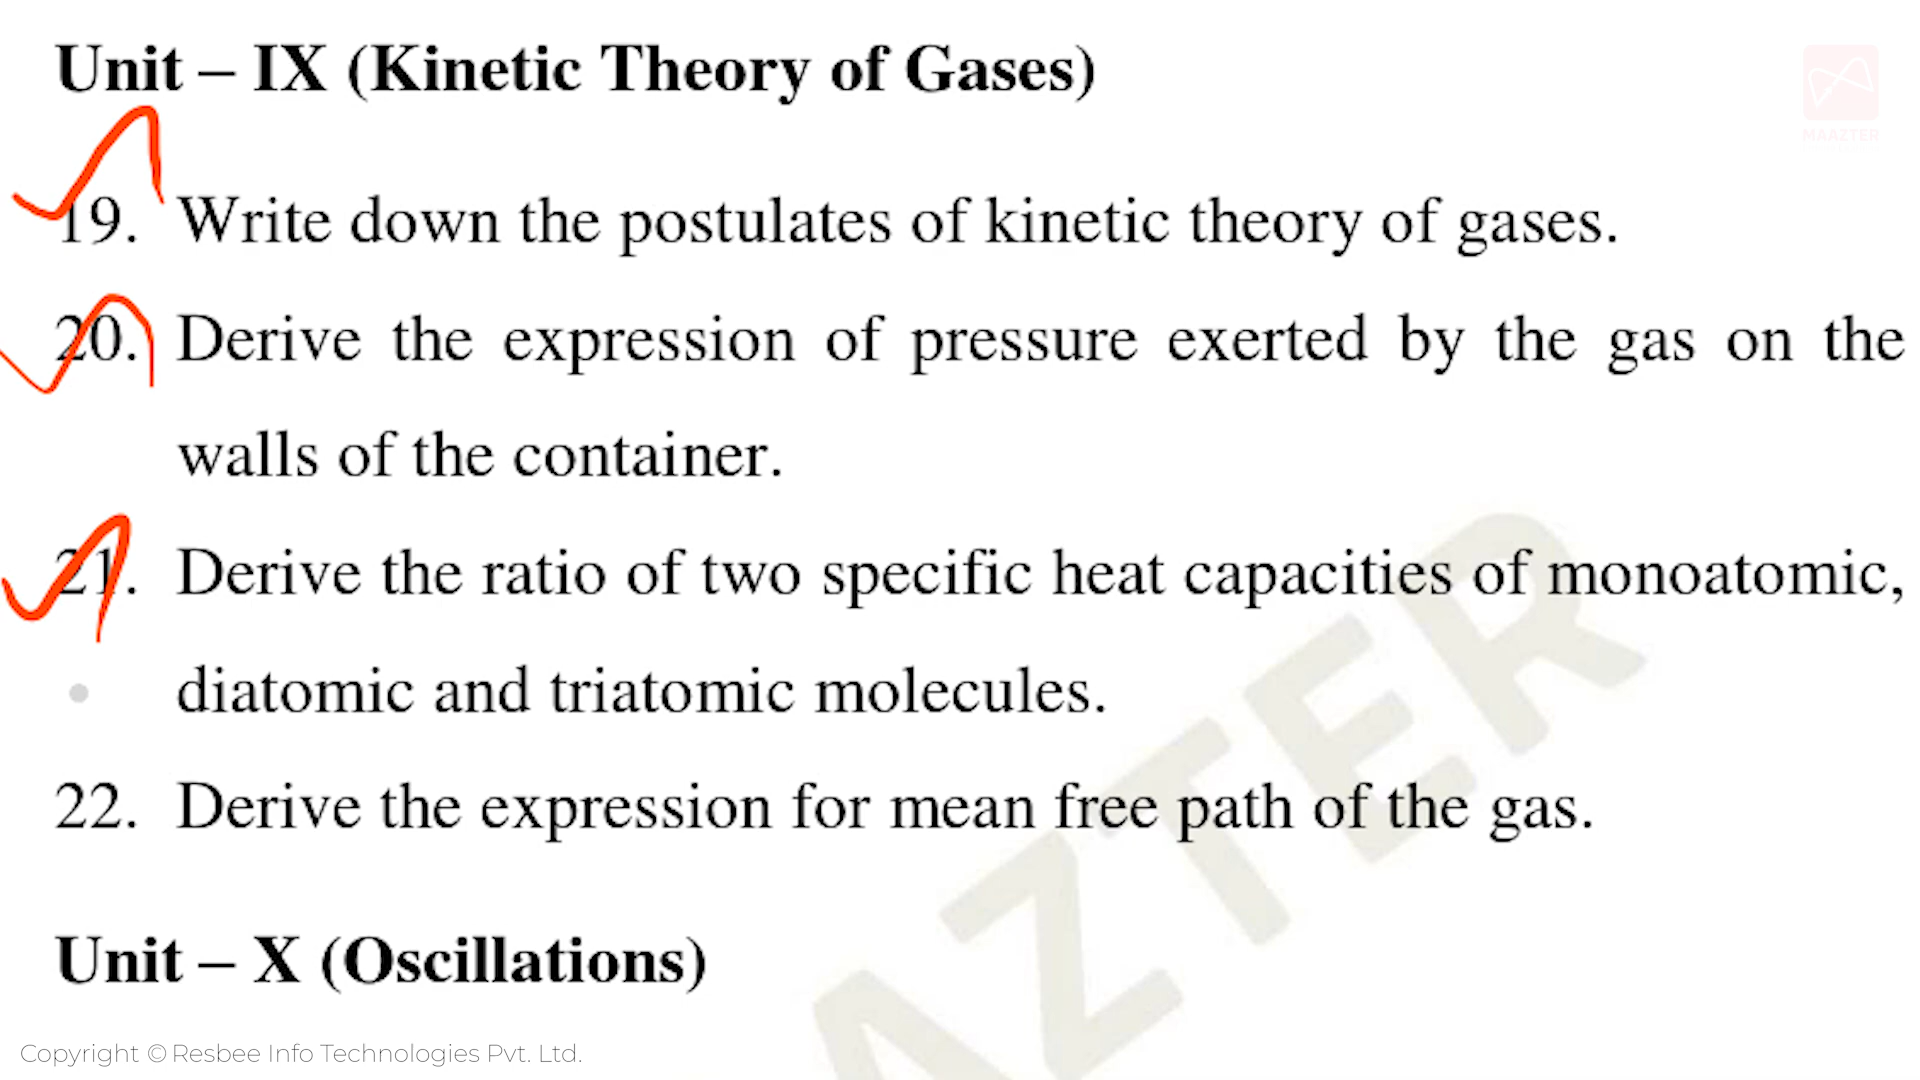 Unit – IX (Kinetic Theory of Gases)
MAAZTER
19. Write down the postulates of kinetic theory of gases.
20. Derive the expression of pressure exerted by the gas on the
walls of the container.
21. Derive the ratio of two specific heat capacities of monoatomic,
diatomic and triatomic molecules.
22. Derive the expression for mean free path of the gas.
Unit – X (Oscillations)
AZTER
Copyright © Resbee Info Technologies Pvt. Ltd.